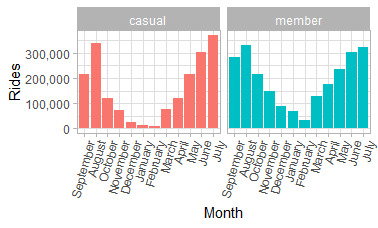 casual member
Rides
300,000
200,000
100,000
0
September August October November December January February March April May June July
September August October November December January February March April May June July
Month